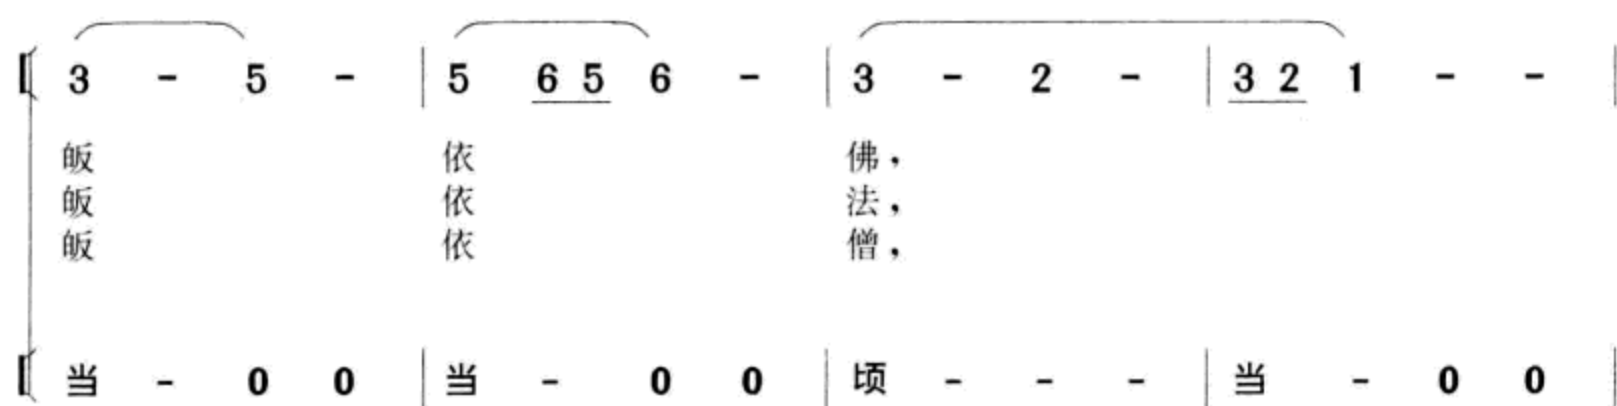 3 - 5 - | 5 6 5 6 - | 3 - 2 - | 3 2 1 - - |
皈 依 佛，
皈 依 法，
皈 依 僧，
当 - 0 0 | 当 - 0 0 | 顷 - - - | 当 - 0 0 |